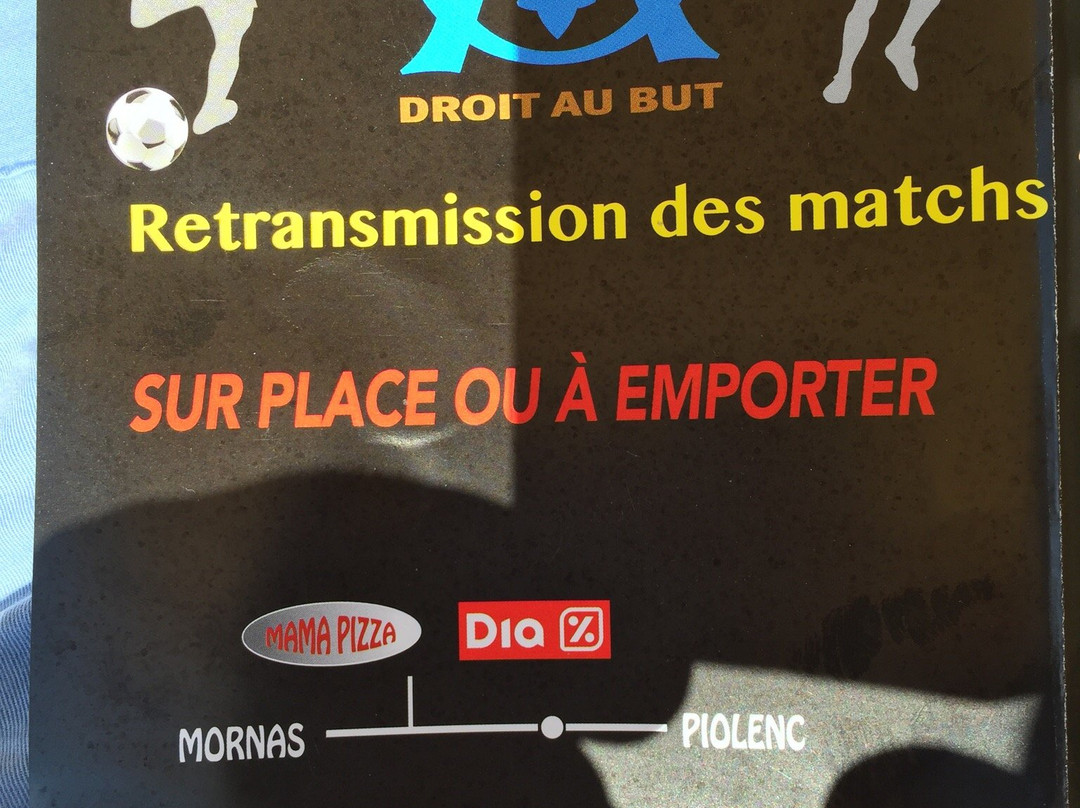 DROIT AU BUT
Retransmission des matchs
SUR PLACE OU À EMPORTER
MAMA PIZZA
Dia %
MORNAS
PIOLENC